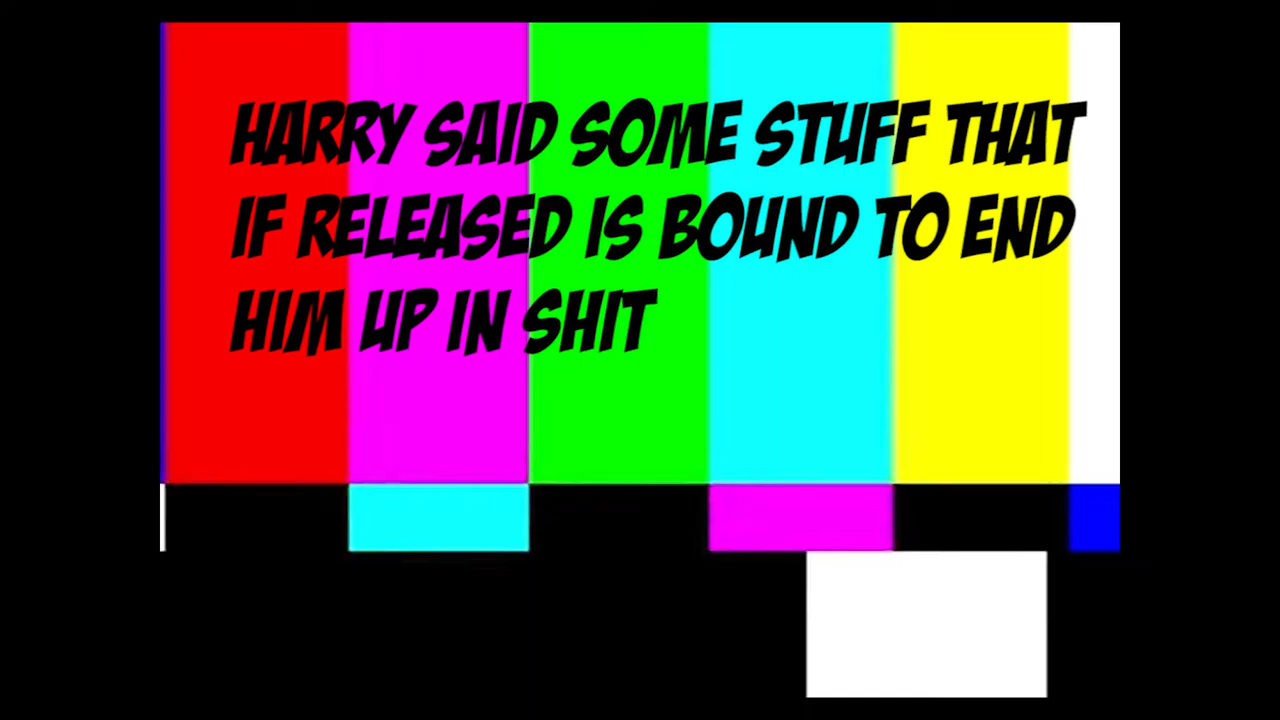 HARRY SAID SOME STUFF THAT
IF RELEASED IS BOUND TO END
HIM UP IN SHIT